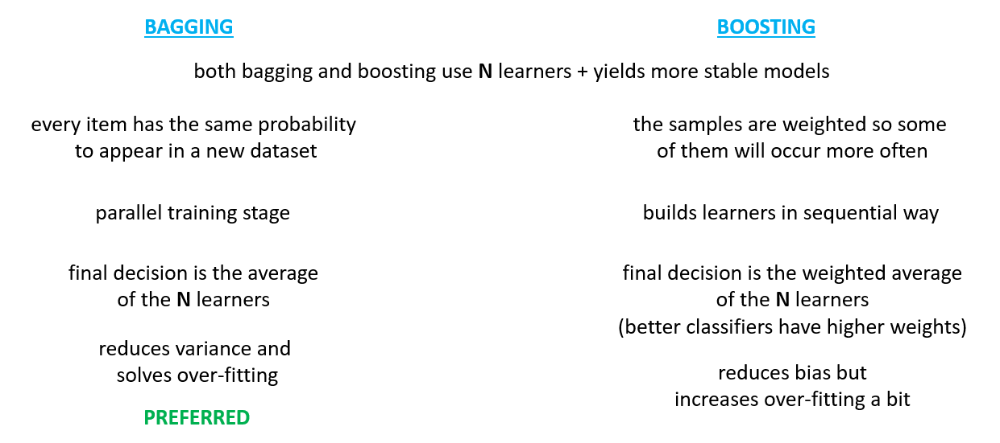 BAGGING
BOOSTING
both bagging and boosting use N learners + yields more stable models
every item has the same probability
to appear in a new dataset
the samples are weighted so some
of them will occur more often
parallel training stage
builds learners in sequential way
final decision is the average
of the N learners
final decision is the weighted average
of the N learners
(better classifiers have higher weights)
reduces variance and
solves over-fitting
reduces bias but
increases over-fitting a bit
PREFERRED